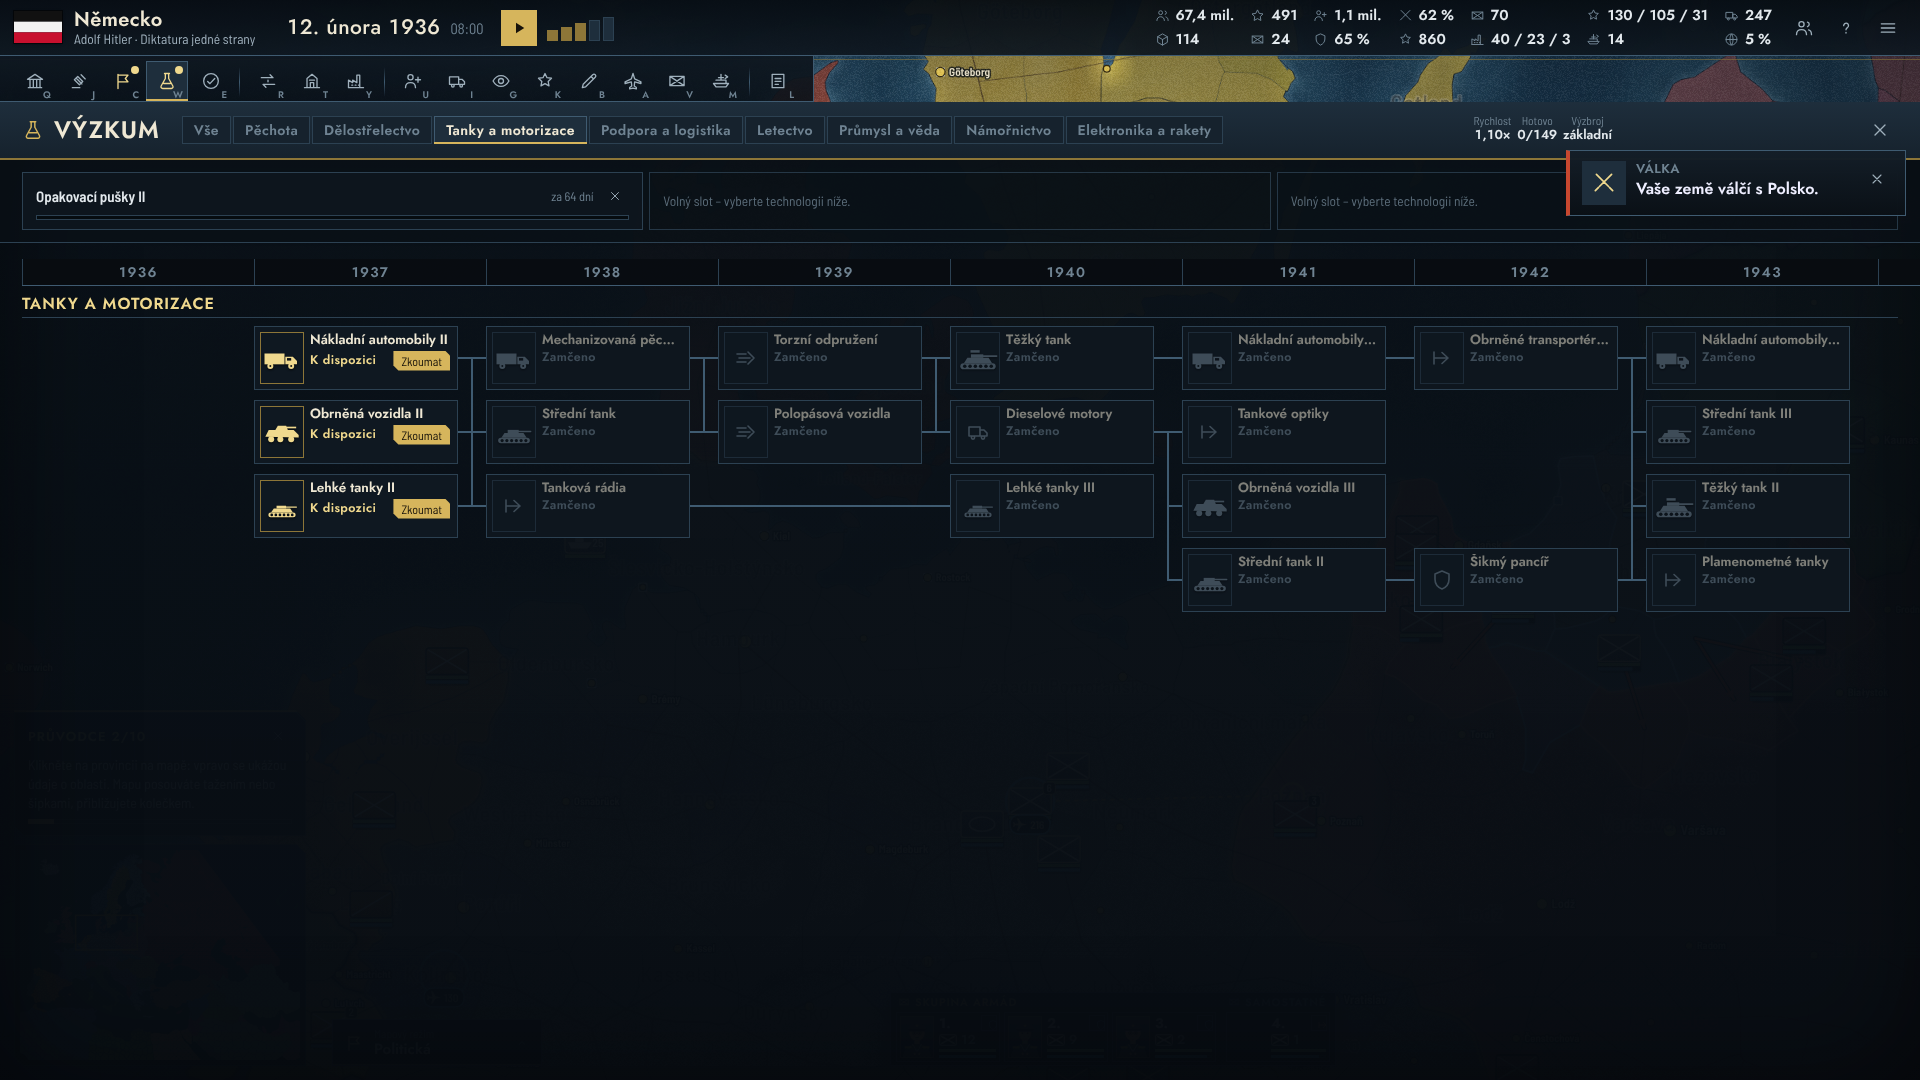 Německo
Adolf Hitler · Diktatura jedné strany
12. února 1936 08:00
67,4 mil. 491 1,1 mil. 62 % 70 130 / 105 / 31 247
114 24 65 % 860 40 / 23 / 3 14 5 %
?
Q J C W E R T Y U I G K B A V M L
Göteborg
VÝZKUM
Vše Pěchota Dělostřelectvo Tanky a motorizace Podpora a logistika Letectvo Průmysl a věda Námořnictvo Elektronika a rakety
Rychlost Hotovo Výzbroj
1,10× 0/149 základní
VÁLKA
Vaše země válčí s Polsko.
Opakovací pušky II za 64 dní
Volný slot – vyberte technologii níže.
Volný slot – vyberte technologii níže.
1936 1937 1938 1939 1940 1941 1942 1943
TANKY A MOTORIZACE
Nákladní automobily II
K dispozici Zkoumat
Mechanizovaná pěc...
Zamčeno
Torzní odpružení
Zamčeno
Těžký tank
Zamčeno
Nákladní automobily...
Zamčeno
Obrněné transportér...
Zamčeno
Nákladní automobily...
Zamčeno
Obrněná vozidla II
K dispozici Zkoumat
Střední tank
Zamčeno
Polopásová vozidla
Zamčeno
Dieselové motory
Zamčeno
Tankové optiky
Zamčeno
Střední tank III
Zamčeno
Lehké tanky II
K dispozici Zkoumat
Tanková rádia
Zamčeno
Lehké tanky III
Zamčeno
Obrněná vozidla III
Zamčeno
Těžký tank II
Zamčeno
Střední tank II
Zamčeno
Šikmý pancíř
Zamčeno
Plamenometné tanky
Zamčeno